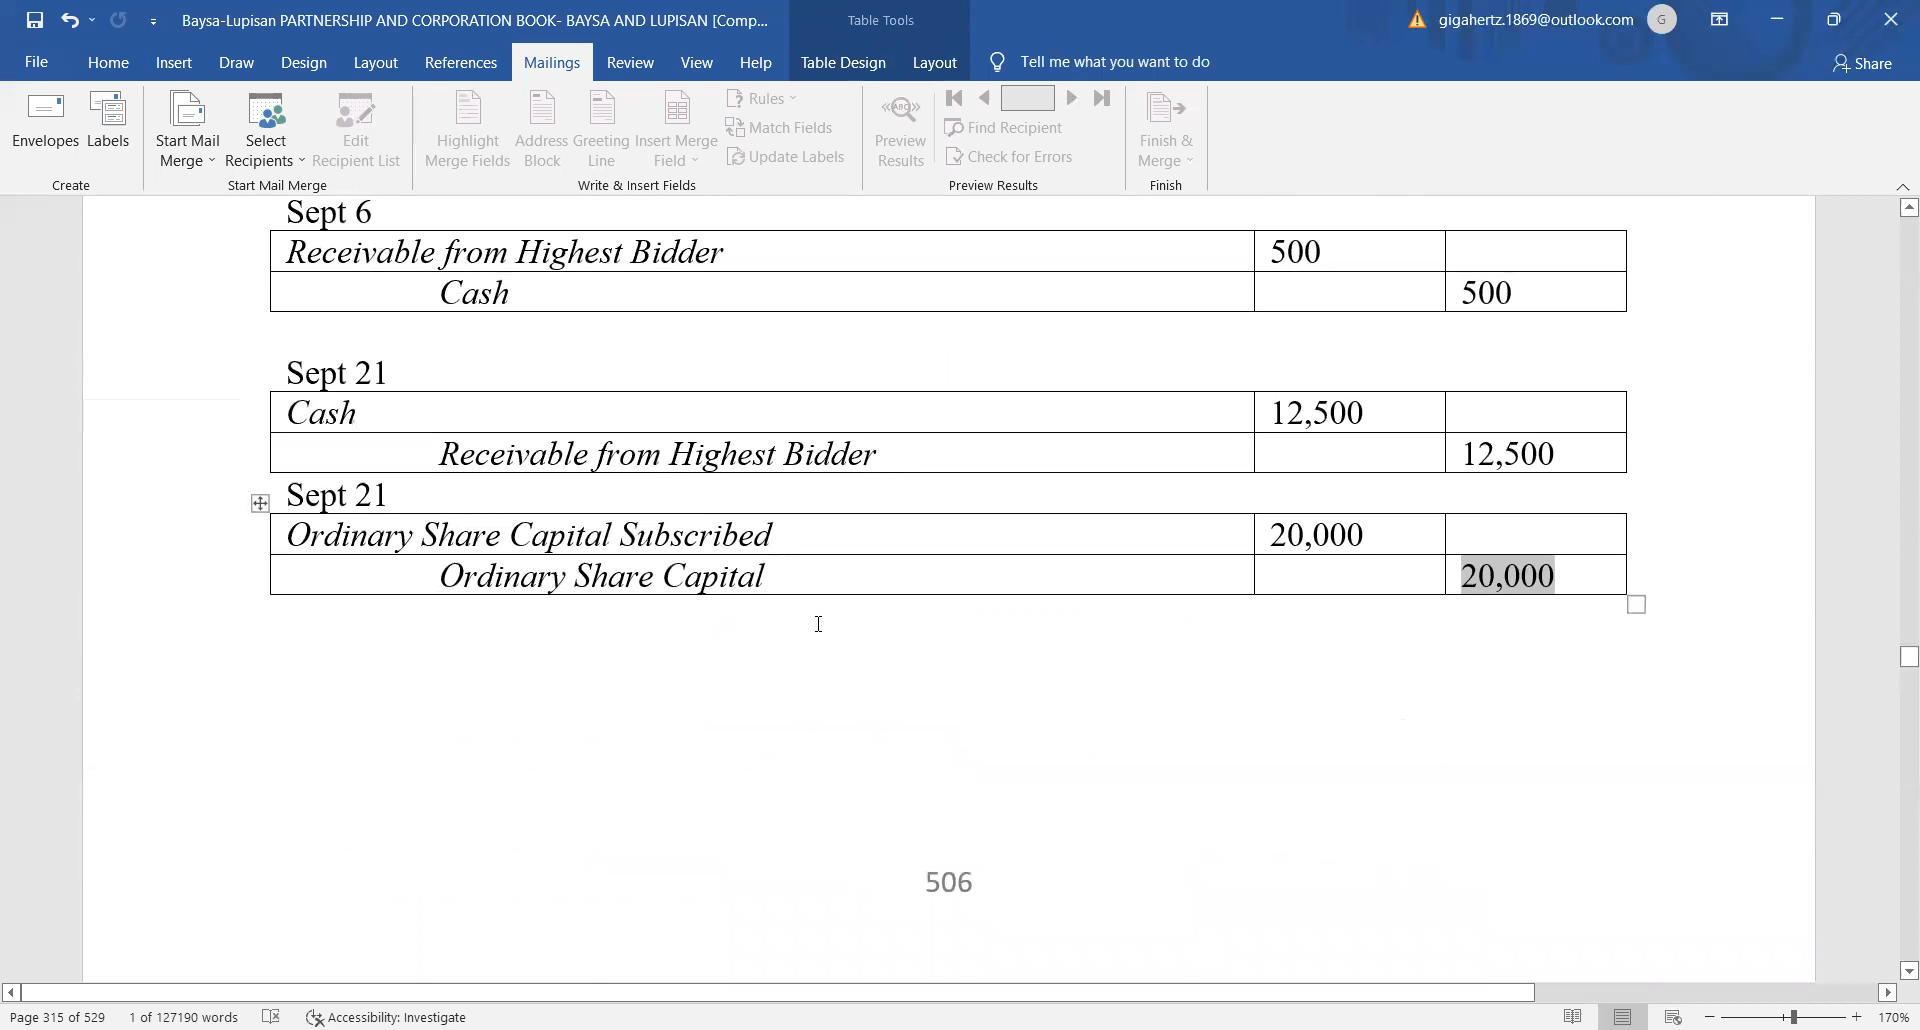 Baysa-Lupisan PARTNERSHIP AND CORPORATION BOOK- BAYSA AND LUPISAN [Comp...
Table Tools
gigahertz.1869@outlook.com
G
File Home Insert Draw Design Layout References Mailings Review View Help Table Design Layout Tell me what you want to do Share
Envelopes Labels
Create
Start Mail Merge
Select Recipients
Edit Recipient List
Start Mail Merge
Highlight Merge Fields
Address Block
Greeting Line
Insert Merge Field
Rules
Match Fields
Update Labels
Write & Insert Fields
ABC
Preview Results
Find Recipient
Check for Errors
Preview Results
Finish & Merge
Finish
Sept 6
Receivable from Highest Bidder 500
Cash 500
Sept 21
Cash 12,500
Receivable from Highest Bidder 12,500
Sept 21
Ordinary Share Capital Subscribed 20,000
Ordinary Share Capital 20,000
506
Page 315 of 529 1 of 127190 words Accessibility: Investigate 170%